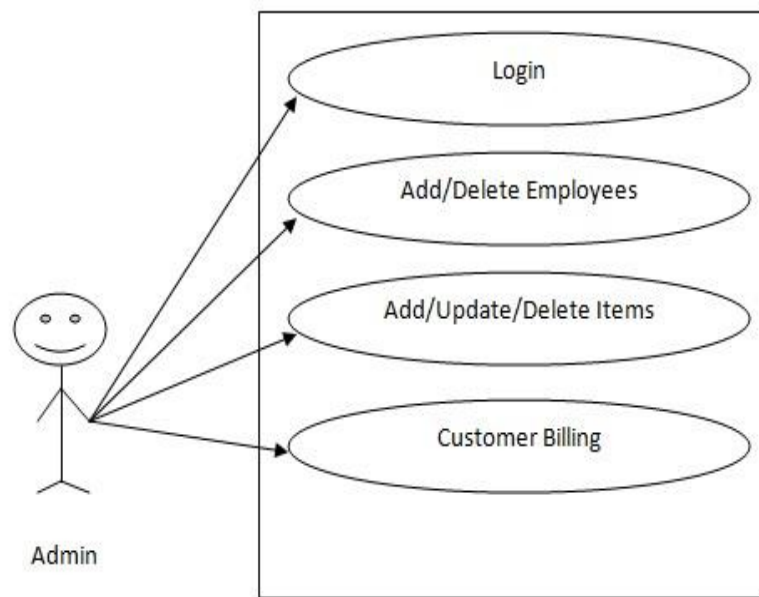 Login
Add/Delete Employees
Add/Update/Delete Items
Customer Billing
Admin